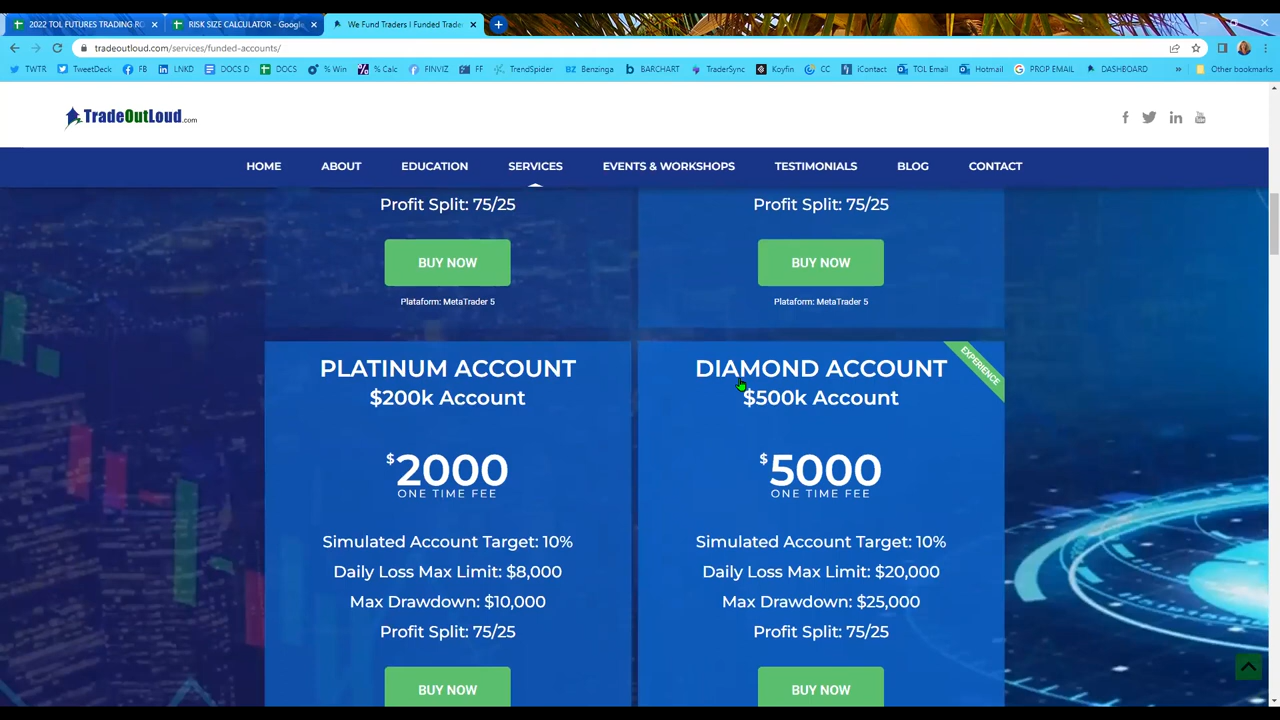 2022 TOL FUTURES TRADING RO
RISK SIZE CALCULATOR - Google
We Fund Traders I Funded Trade
tradeoutloud.com/services/funded-accounts/
TWTR TweetDeck FB LNKD DOCS D DOCS % Win % Calc FINVIZ FF TrendSpider Benzinga BARCHART TraderSync Koyfin CC iContact TOL Email Hotmail PROP EMAIL DASHBOARD » Other bookmarks
TradeOutLoud.com
HOME ABOUT EDUCATION SERVICES EVENTS & WORKSHOPS TESTIMONIALS BLOG CONTACT
Profit Split: 75/25
BUY NOW
Plataform: MetaTrader 5
Profit Split: 75/25
BUY NOW
Plataform: MetaTrader 5
PLATINUM ACCOUNT
$200k Account
$2000
ONE TIME FEE
Simulated Account Target: 10%
Daily Loss Max Limit: $8,000
Max Drawdown: $10,000
Profit Split: 75/25
BUY NOW
EXPERIENCE
DIAMOND ACCOUNT
$500k Account
$5000
ONE TIME FEE
Simulated Account Target: 10%
Daily Loss Max Limit: $20,000
Max Drawdown: $25,000
Profit Split: 75/25
BUY NOW